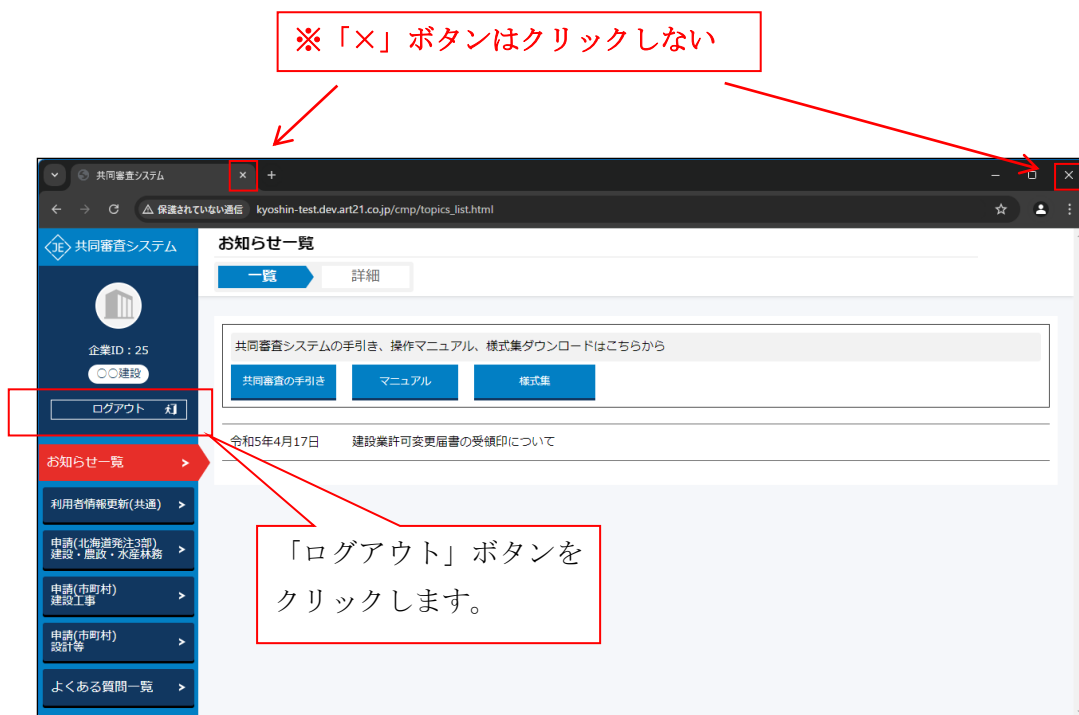 ※「×」ボタンはクリックしない
共同審査システム
保護されていない通信 kyoshin-test.dev.art21.co.jp/cmp/topics_list.html
JE 共同審査システム
企業ID：25
〇〇建設
ログアウト
お知らせ一覧 >
利用者情報更新(共通) >
申請(北海道発注3部)
建設・農政・水産林務 >
申請(市町村)
建設工事 >
申請(市町村)
設計等 >
よくある質問一覧 >
お知らせ一覧
一覧 詳細
共同審査システムの手引き、操作マニュアル、様式集ダウンロードはこちらから
共同審査の手引き マニュアル 様式集
令和5年4月17日 建設業許可変更届書の受領印について
「ログアウト」ボタンを
クリックします。